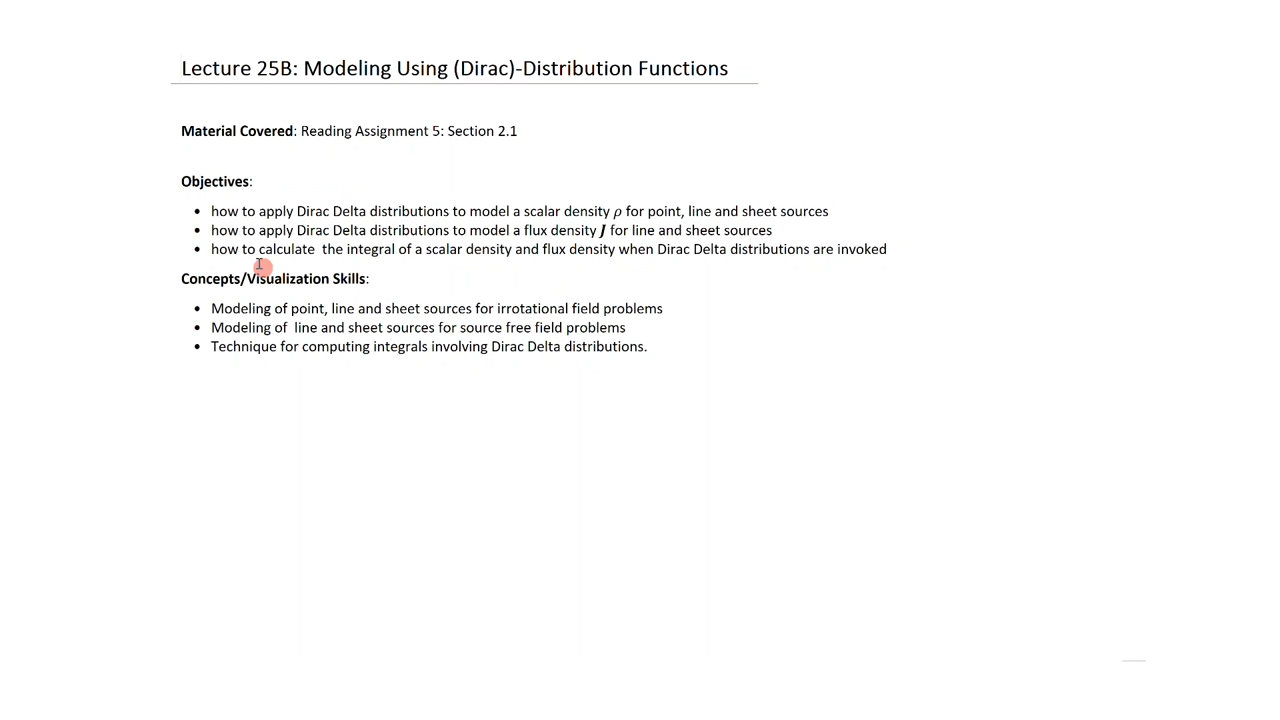 Lecture 25B: Modeling Using (Dirac)-Distribution Functions
Material Covered: Reading Assignment 5: Section 2.1
Objectives:
• how to apply Dirac Delta distributions to model a scalar density ρ for point, line and sheet sources
• how to apply Dirac Delta distributions to model a flux density J for line and sheet sources
• how to calculate  the integral of a scalar density and flux density when Dirac Delta distributions are invoked
Concepts/Visualization Skills:
• Modeling of point, line and sheet sources for irrotational field problems
• Modeling of  line and sheet sources for source free field problems
• Technique for computing integrals involving Dirac Delta distributions.